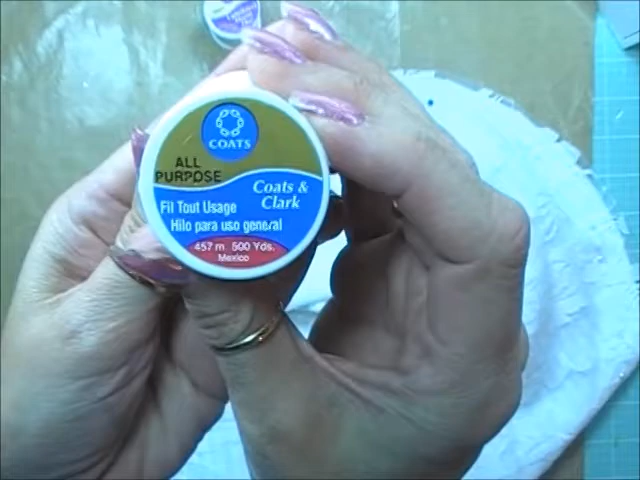 COATS
ALL
PURPOSE
Coats &
Clark
Fil Tout Usage
Hilo para uso general
457 m 500 Yds.
Mexico